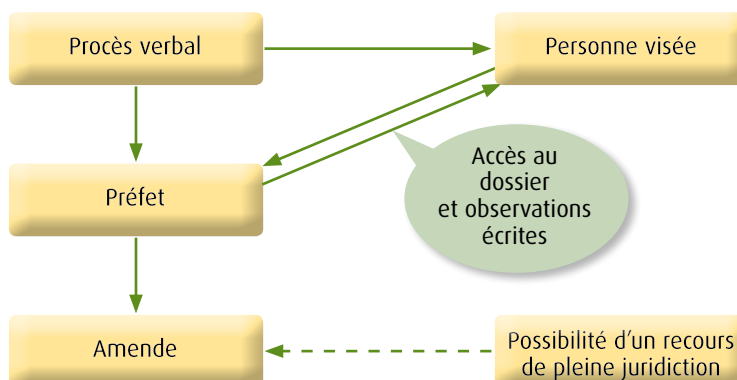 Procès verbal
Personne visée
Préfet
Accès au
dossier
et observations
écrites
Amende
Possibilité d'un recours
de pleine juridiction